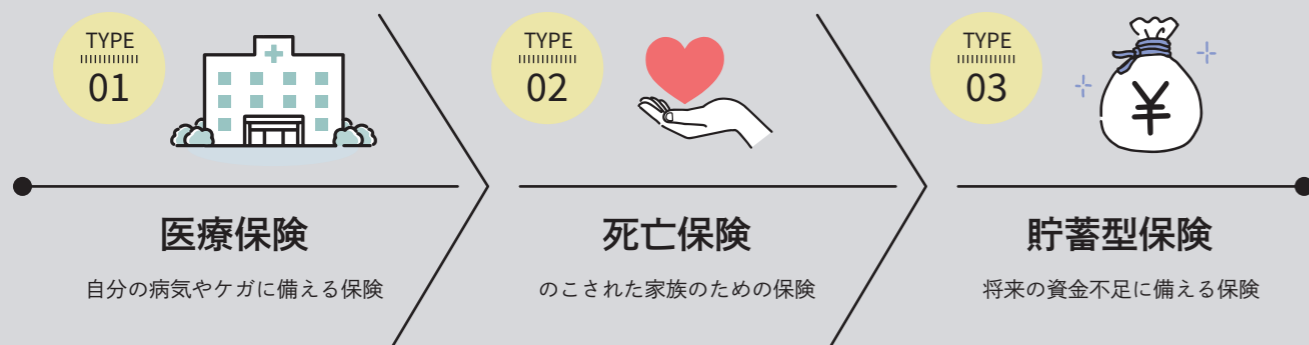 TYPE
01
医療保険
自分の病気やケガに備える保険
TYPE
02
死亡保険
のこされた家族のための保険
TYPE
03
¥
貯蓄型保険
将来の資金不足に備える保険